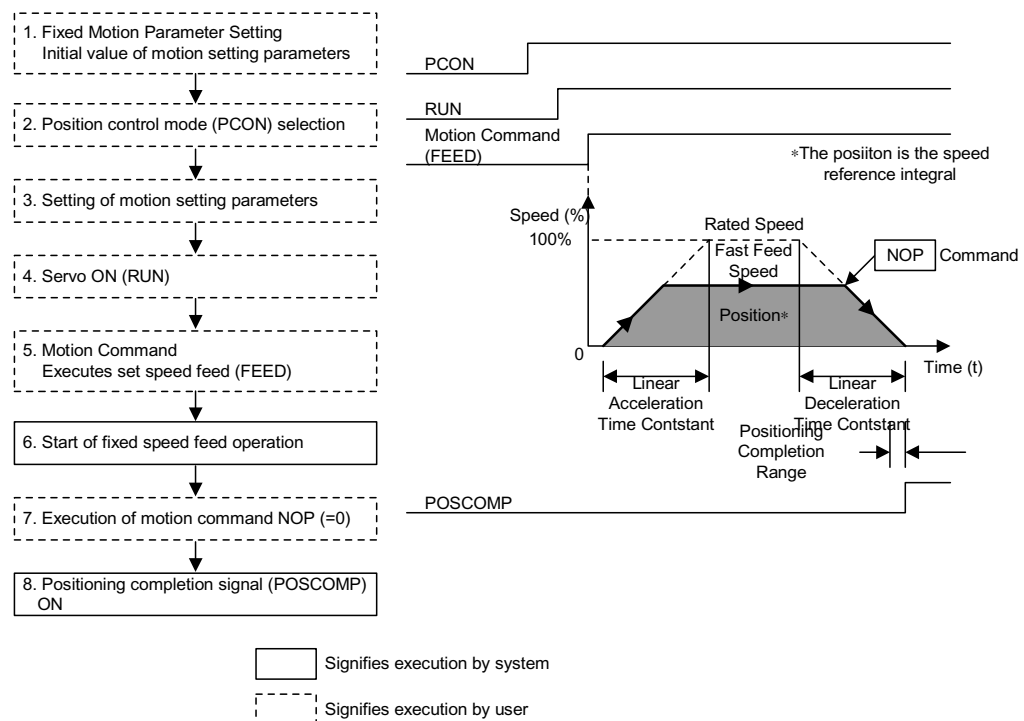 1. Fixed Motion Parameter Setting
Initial value of motion setting parameters
2. Position control mode (PCON) selection
3. Setting of motion setting parameters
4. Servo ON (RUN)
5. Motion Command
Executes set speed feed (FEED)
6. Start of fixed speed feed operation
7. Execution of motion command NOP (=0)
8. Positioning completion signal (POSCOMP)
ON
PCON
RUN
Motion Command
(FEED)
*The posiiton is the speed
reference integral
Speed (%)
100%
Rated Speed
Fast Feed
Speed
NOP Command
Position*
0
Time (t)
Linear
Acceleration
Time Contstant
Linear
Deceleration
Time Contstant
Positioning
Completion
Range
POSCOMP
Signifies execution by system
Signifies execution by user